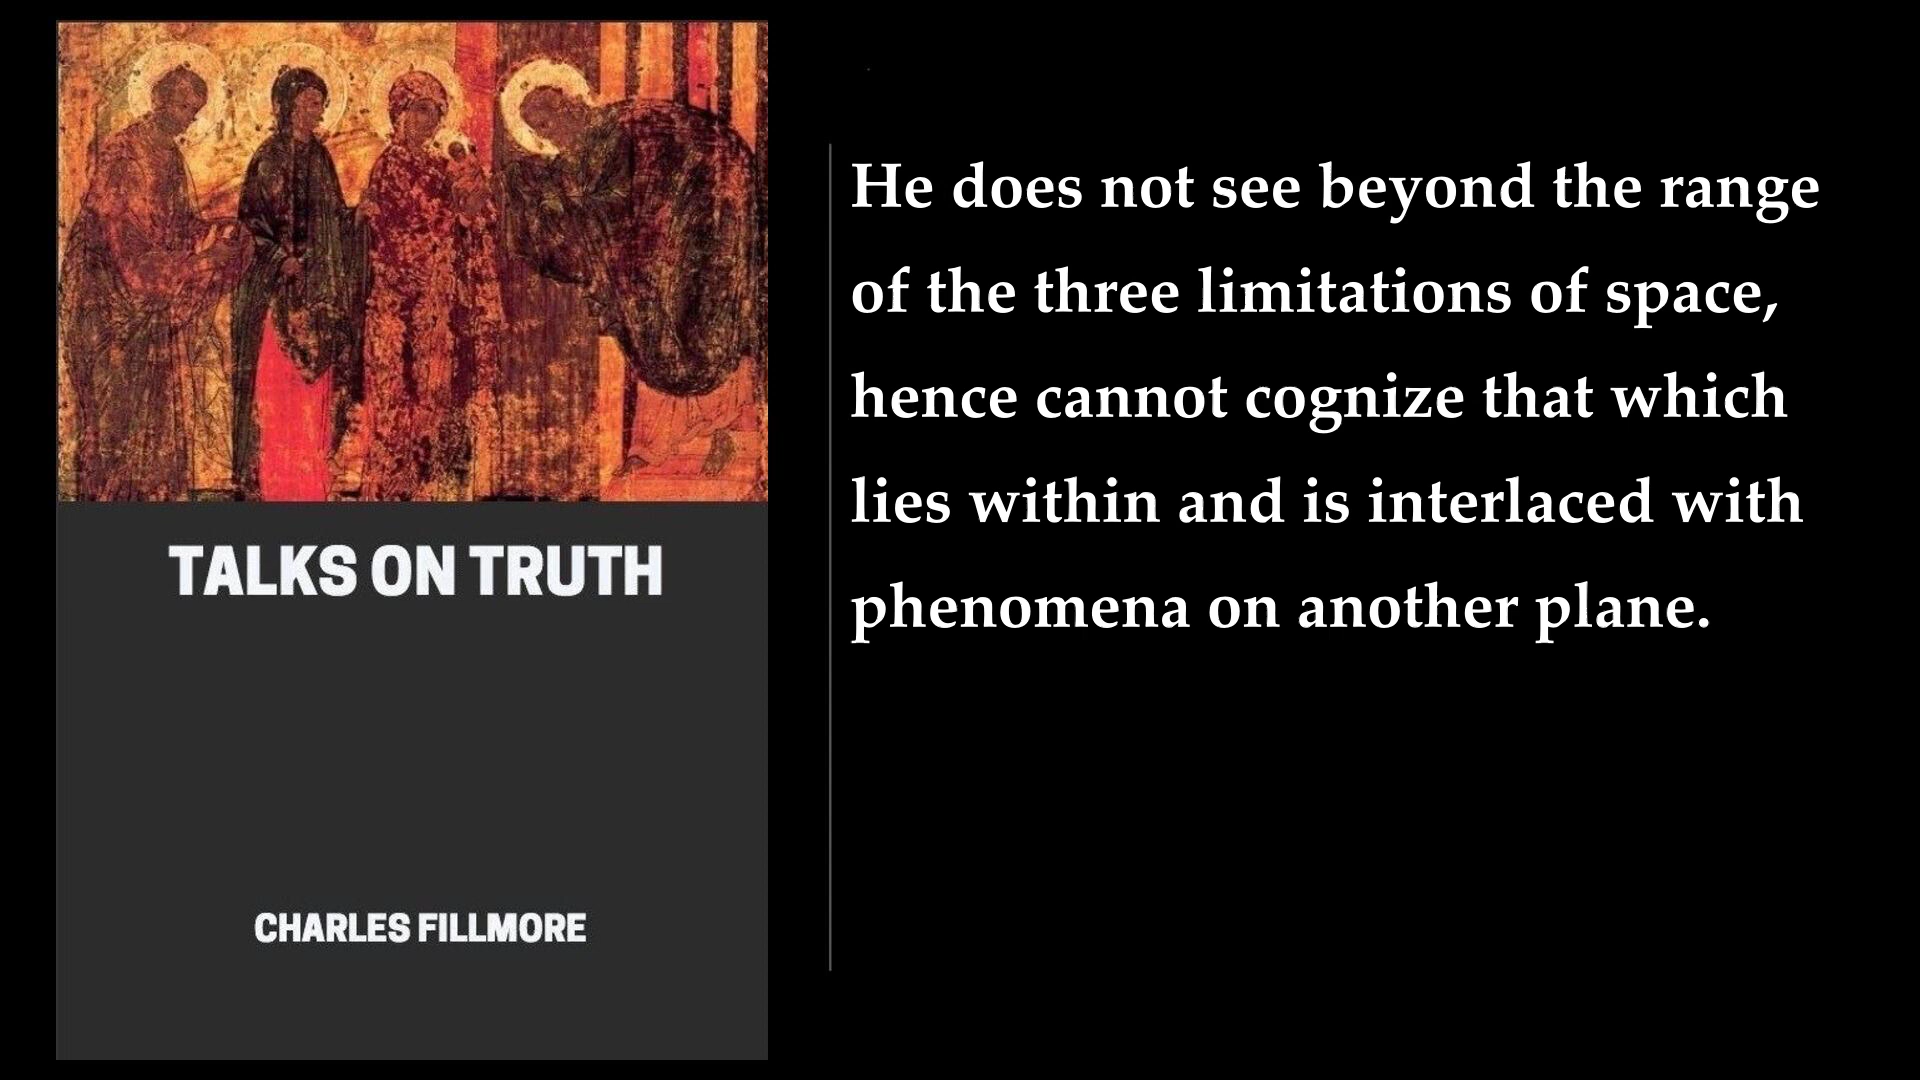 TALKS ON TRUTH
CHARLES FILLMORE
He does not see beyond the range
of the three limitations of space,
hence cannot cognize that which
lies within and is interlaced with
phenomena on another plane.